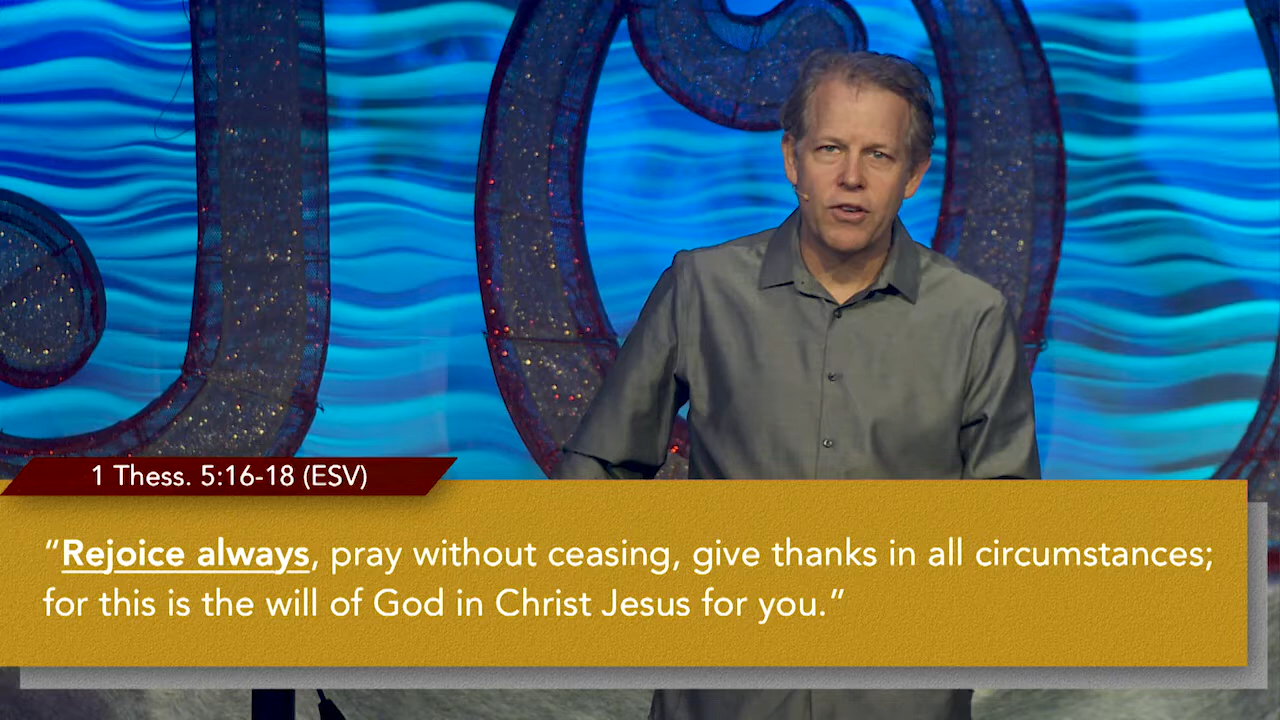 JO
1 Thess. 5:16-18 (ESV)
“Rejoice always, pray without ceasing, give thanks in all circumstances;
for this is the will of God in Christ Jesus for you.”